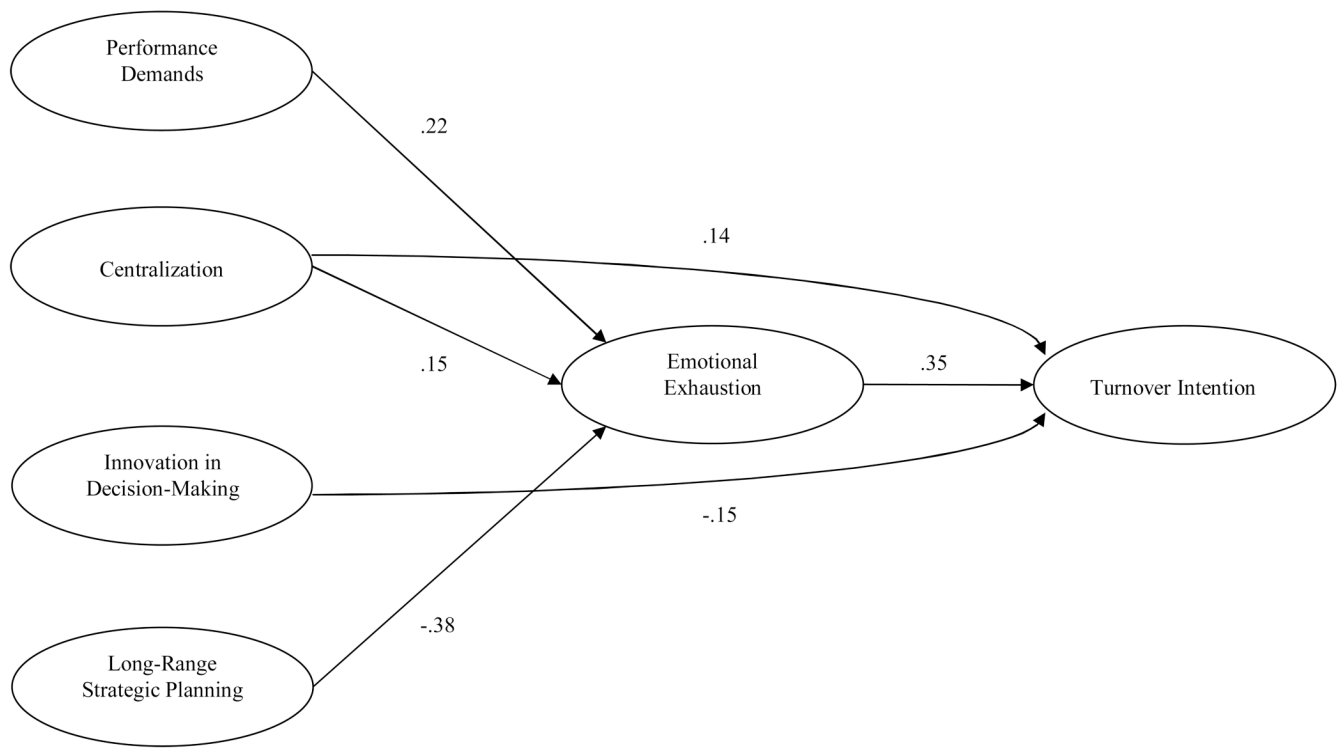 Performance
Demands
.22
Centralization
.14
.15
Emotional
Exhaustion
.35
Turnover Intention
Innovation in
Decision-Making
-.15
-.38
Long-Range
Strategic Planning